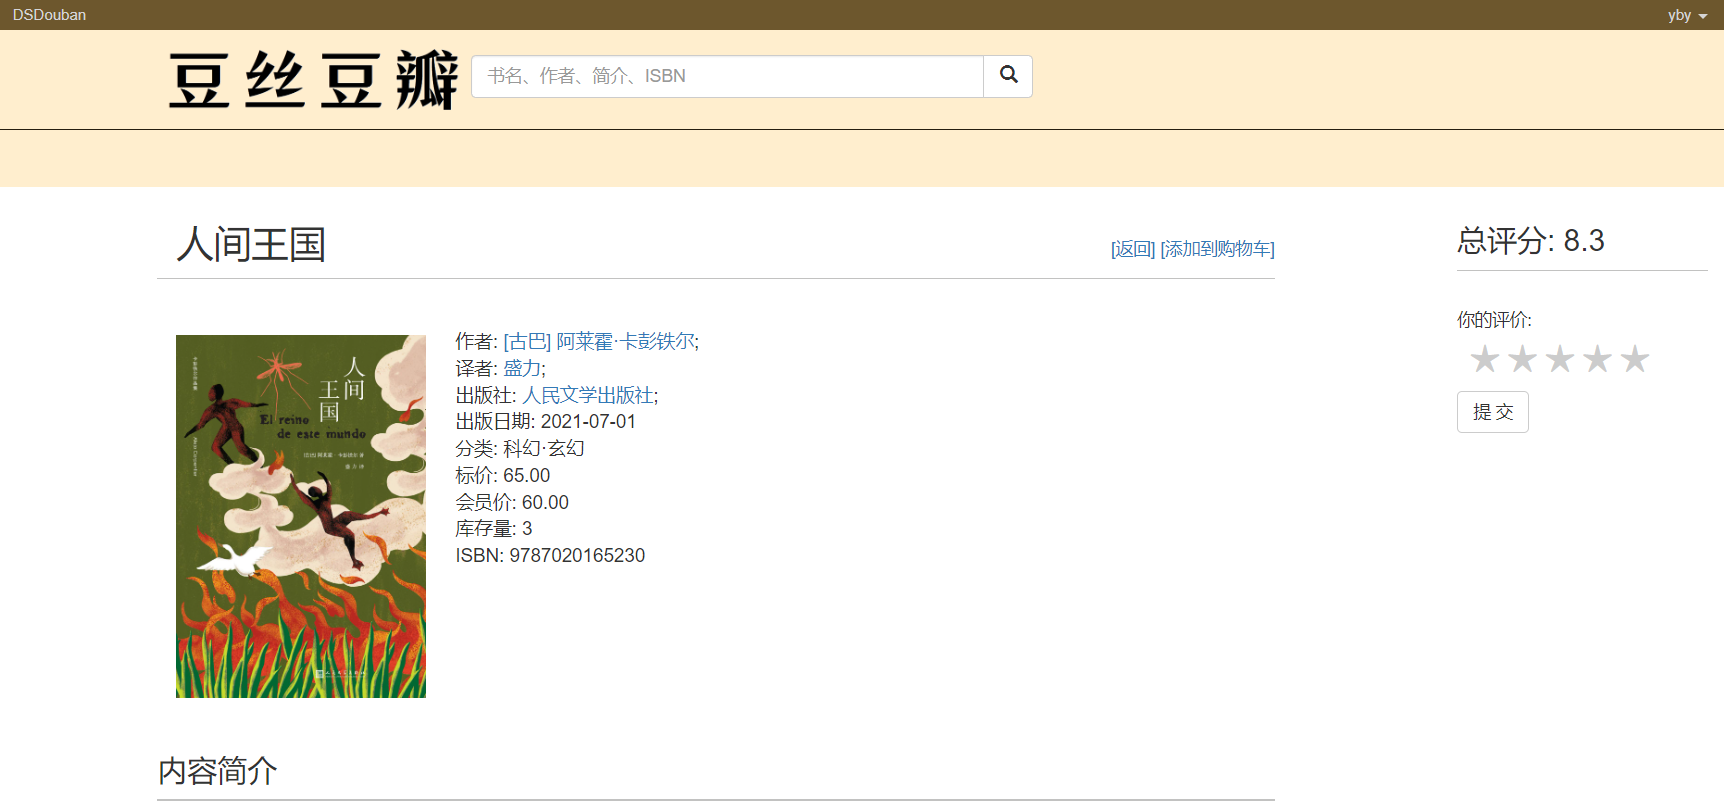 DSDouban
yby
豆丝豆瓣
书名、作者、简介、ISBN
人间王国
[返回] [添加到购物车]
总评分: 8.3
你的评价:
提 交
人间
王国
El reino
de este mundo
作者: [古巴] 阿莱霍·卡彭铁尔;
译者: 盛力;
出版社: 人民文学出版社;
出版日期: 2021-07-01
分类: 科幻·玄幻
标价: 65.00
会员价: 60.00
库存量: 3
ISBN: 9787020165230
内容简介